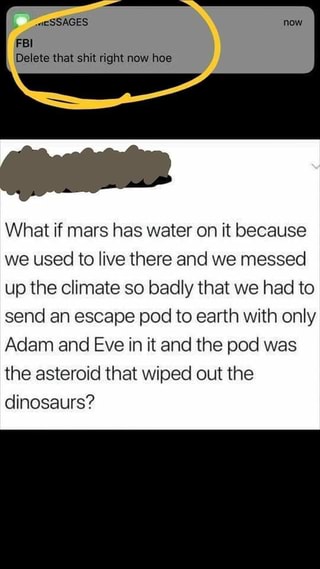 MESSAGES now
FBI
Delete that shit right now hoe
What if mars has water on it because
we used to live there and we messed
up the climate so badly that we had to
send an escape pod to earth with only
Adam and Eve in it and the pod was
the asteroid that wiped out the
dinosaurs?